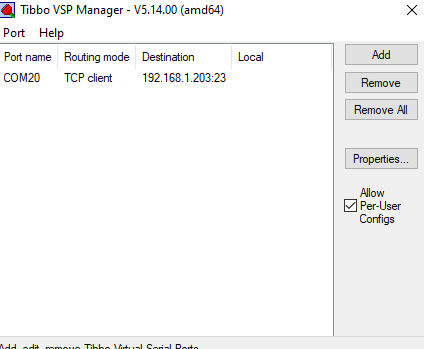 Tibbo VSP Manager - V5.14.00 (amd64)
Port Help
Port name Routing mode Destination Local
COM20 TCP client 192.168.1.203:23
Add
Remove
Remove All
Properties...
Allow
Per-User
Configs
Add, edit, remove Tibbo Virtual Serial Ports